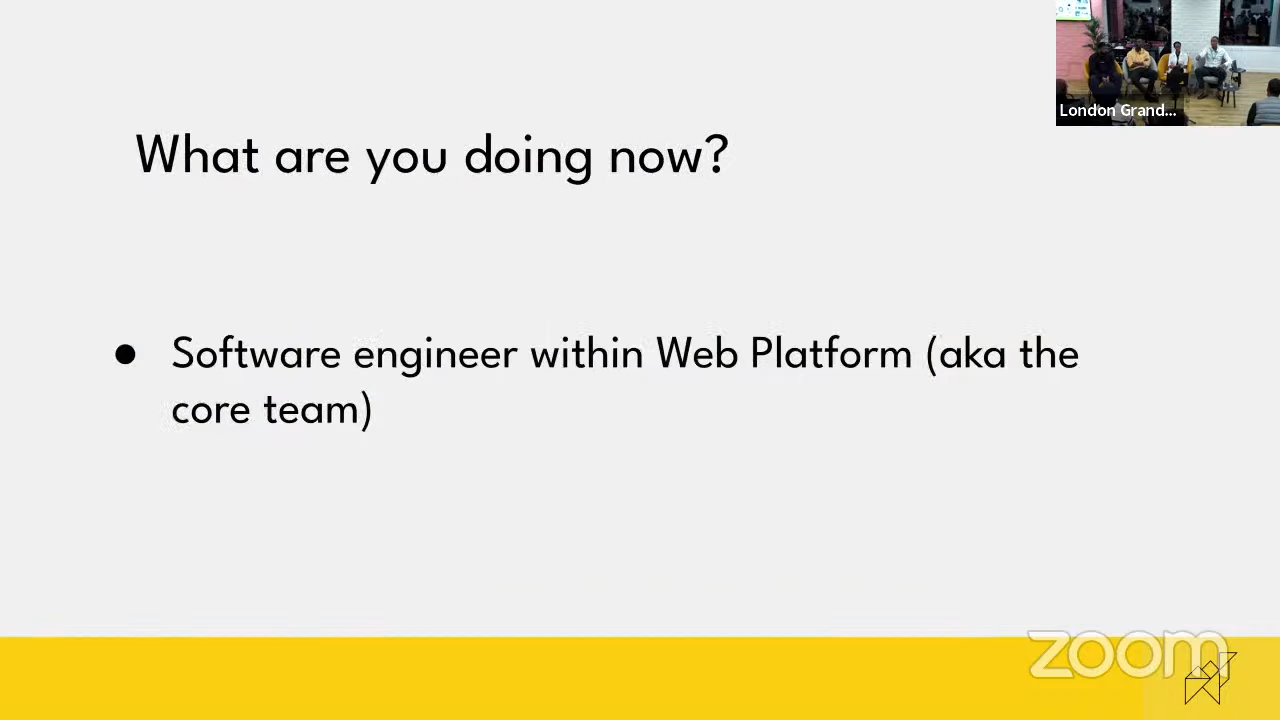 London Grand...
What are you doing now?
● Software engineer within Web Platform (aka the
core team)
zoom